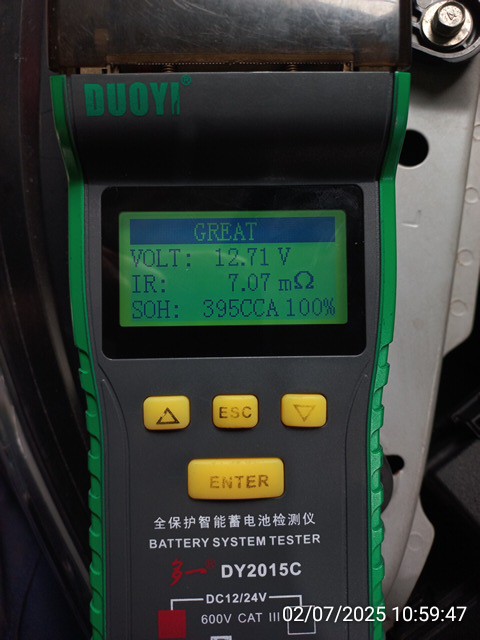 DUOYI®
GREAT
VOLT: 12.71 V
IR: 7.07 mΩ
SOH: 395CCA 100%
ESC
ENTER
全保护智能蓄电池检测仪
BATTERY SYSTEM TESTER
DY2015C
DC12/24V
600V CAT III
02/07/2025 10:59:47